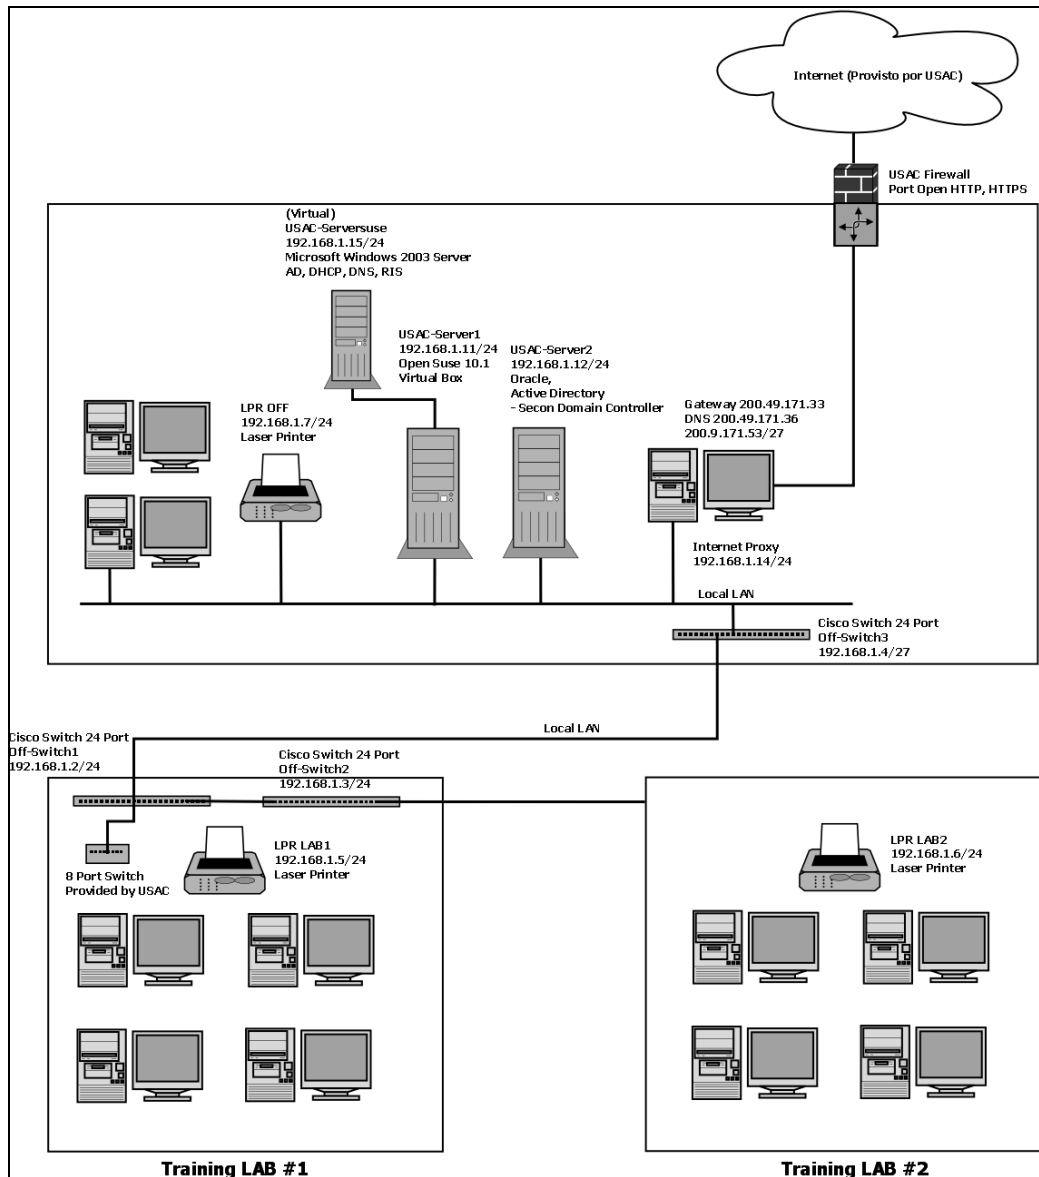 Internet (Provisto por USAC)
USAC Firewall
Port Open HTTP, HTTPS
(Virtual)
USAC-Serversuse
192.168.1.15/24
Microsoft Windows 2003 Server
AD, DHCP, DNS, RIS
USAC-Server1
192.168.1.11/24
Open Suse 10.1
Virtual Box
USAC-Server2
192.168.1.12/24
Oracle,
Active Directory
- Secon Domain Controller
LPR OFF
192.168.1.7/24
Laser Printer
Gateway 200.49.171.33
DNS 200.49.171.36
200.9.171.53/27
Internet Proxy
192.168.1.14/24
Local LAN
Cisco Switch 24 Port
Off-Switch3
192.168.1.4/27
Local LAN
Cisco Switch 24 Port
Off-Switch1
192.168.1.2/24
Cisco Switch 24 Port
Off-Switch2
192.168.1.3/24
8 Port Switch
Provided by USAC
LPR LAB1
192.168.1.5/24
Laser Printer
LPR LAB2
192.168.1.6/24
Laser Printer
Training LAB #1
Training LAB #2